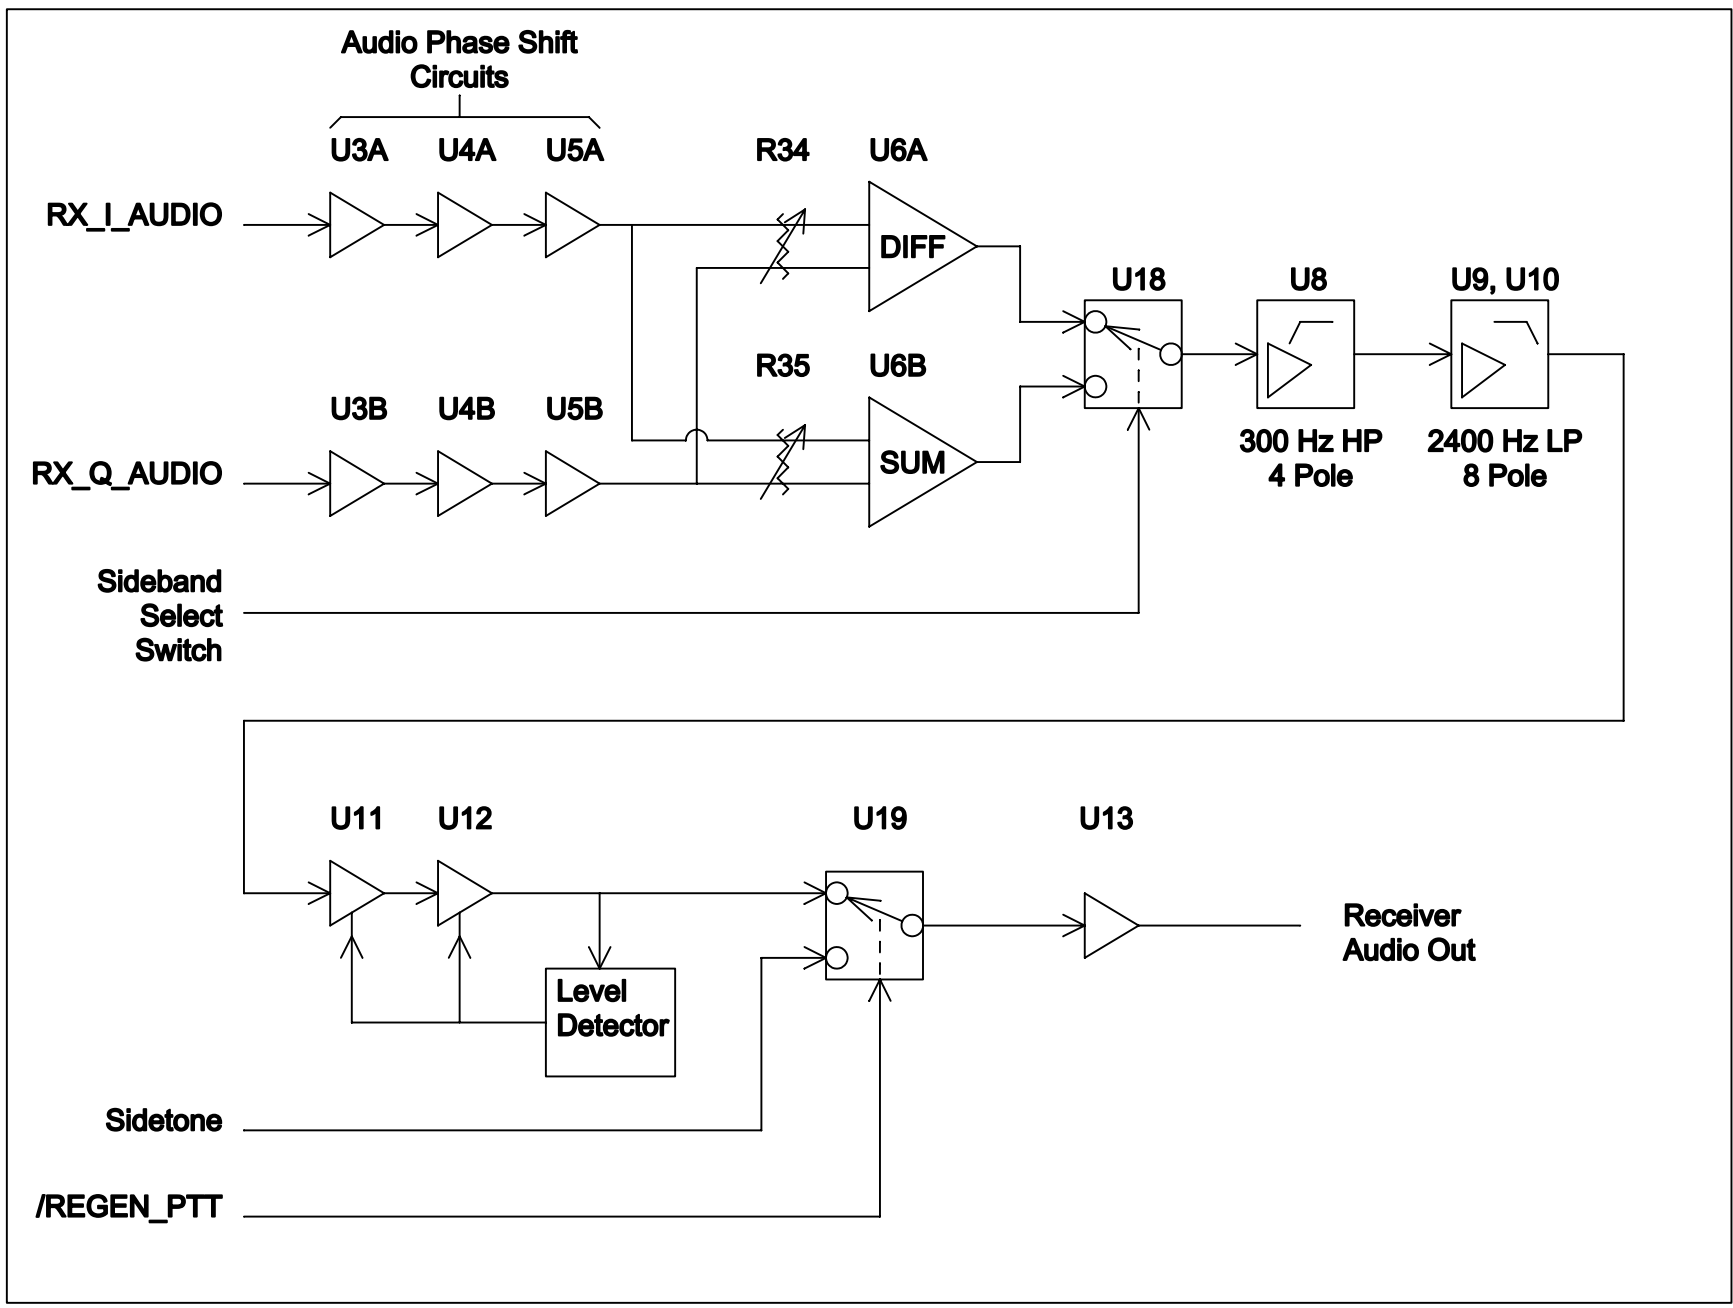 Audio Phase Shift
Circuits
U3A U4A U5A R34 U6A
RX_I_AUDIO
DIFF
U18 U8 U9, U10
R35 U6B
U3B U4B U5B
300 Hz HP 2400 Hz LP
4 Pole 8 Pole
RX_Q_AUDIO
SUM
Sideband
Select
Switch
U11 U12 U19 U13
Receiver
Audio Out
Level
Detector
Sidetone
/REGEN_PTT